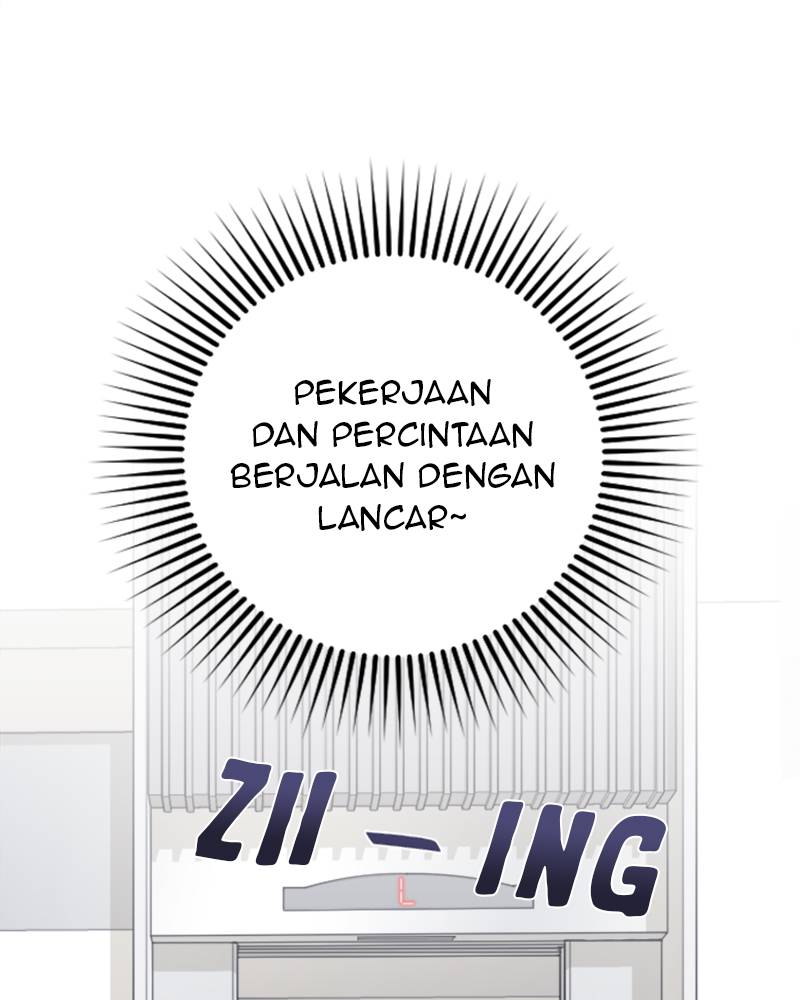 PEKERJAAN
DAN PERCINTAAN
BERJALAN DENGAN
LANCAR~
ZII - ING
L